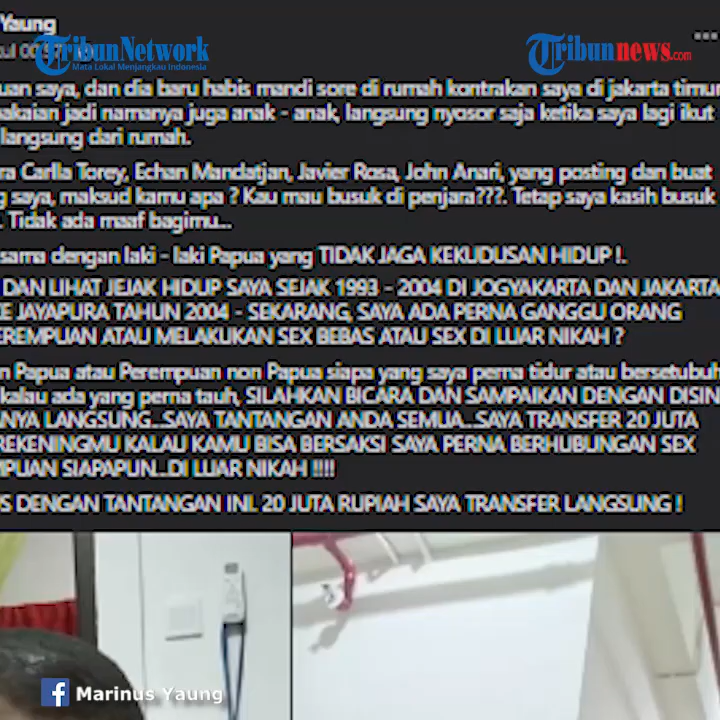 Yaung
Tribun Network
Mata Lokal Menjangkau Indonesia
Tribunnews.com
uan saya, dan dia baru habis mandi sore di rumah kontrakan saya di jakarta timur
akaian jadi namanya juga anak - anak, langsung nyosor saja ketika saya lagi ikut
langsung dari rumah.
ra Carlla Torey, Echan Mandatjan, Javier Rosa, John Anari, yang posting dan buat
g saya, maksud kamu apa ? Kau mau busuk di penjara???. Tetap saya kasih busuk
. Tidak ada maaf bagimu...
sama dengan laki - laki Papua yang TIDAK JAGA KEKUDUSAN HIDUP !.
DAN LIHAT JEJAK HIDUP SAYA SEJAK 1993 - 2004 DI JOGYAKARTA DAN JAKARTA
KE JAYAPURA TAHUN 2004 - SEKARANG, SAYA ADA PERNA GANGGU ORANG
EREMPUAN ATAU MELAKUKAN SEX BEBAS ATAU SEX DI LUAR NIKAH ?
n Papua atau Perempuan non Papua siapa yang saya perna tidur atau bersetubuh
kalau ada yang perna tauh, SILAHKAN BICARA DAN SAMPAIKAN DENGAN DISIN
NYA LANGSUNG...SAYA TANTANGAN ANDA SEMUA...SAYA TRANSFER 20 JUTA
REKENINGMU KALAU KAMU BISA BERSAKSI SAYA PERNA BERHUBUNGAN SEX
MPUAN SIAPAPUN...DI LUAR NIKAH !!!!
S DENGAN TANTANGAN INI. 20 JUTA RUPIAH SAYA TRANSFER LANGSUNG !
Marinus Yaung